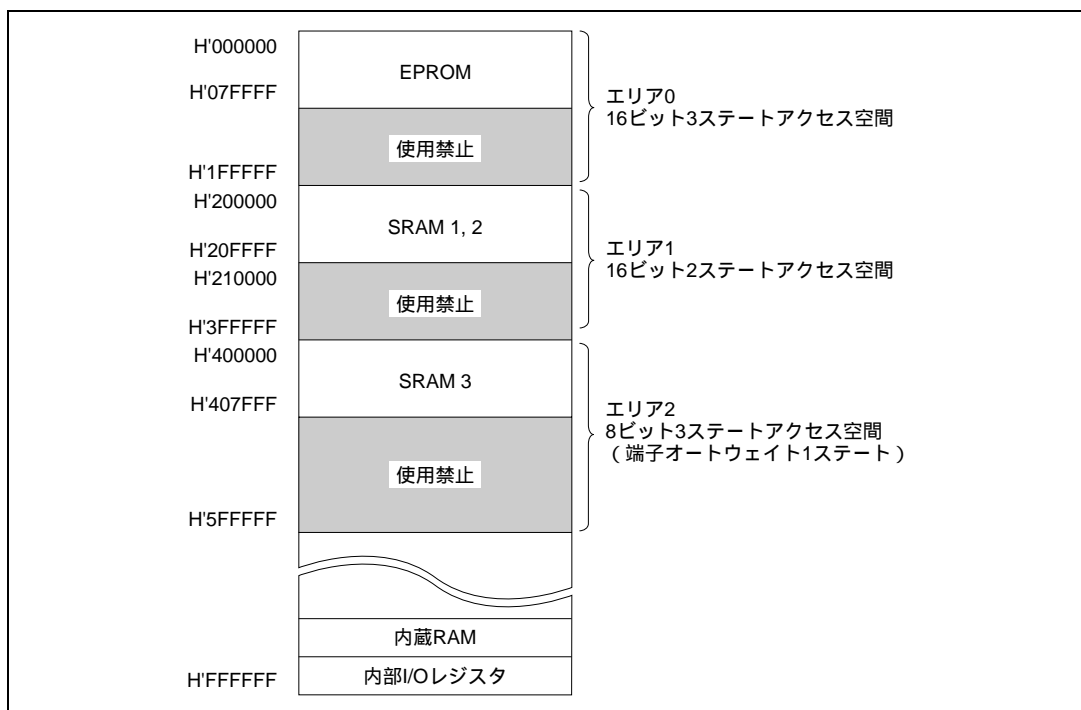 H'000000
EPROM
H'07FFFF
エリア0
16ビット3ステートアクセス空間
使用禁止
H'1FFFFF
H'200000
SRAM 1, 2
H'20FFFF
エリア1
16ビット2ステートアクセス空間
H'210000
使用禁止
H'3FFFFF
H'400000
SRAM 3
H'407FFF
エリア2
8ビット3ステートアクセス空間
（端子オートウェイト1ステート）
使用禁止
H'5FFFFF
内蔵RAM
内部I/Oレジスタ
H'FFFFFF